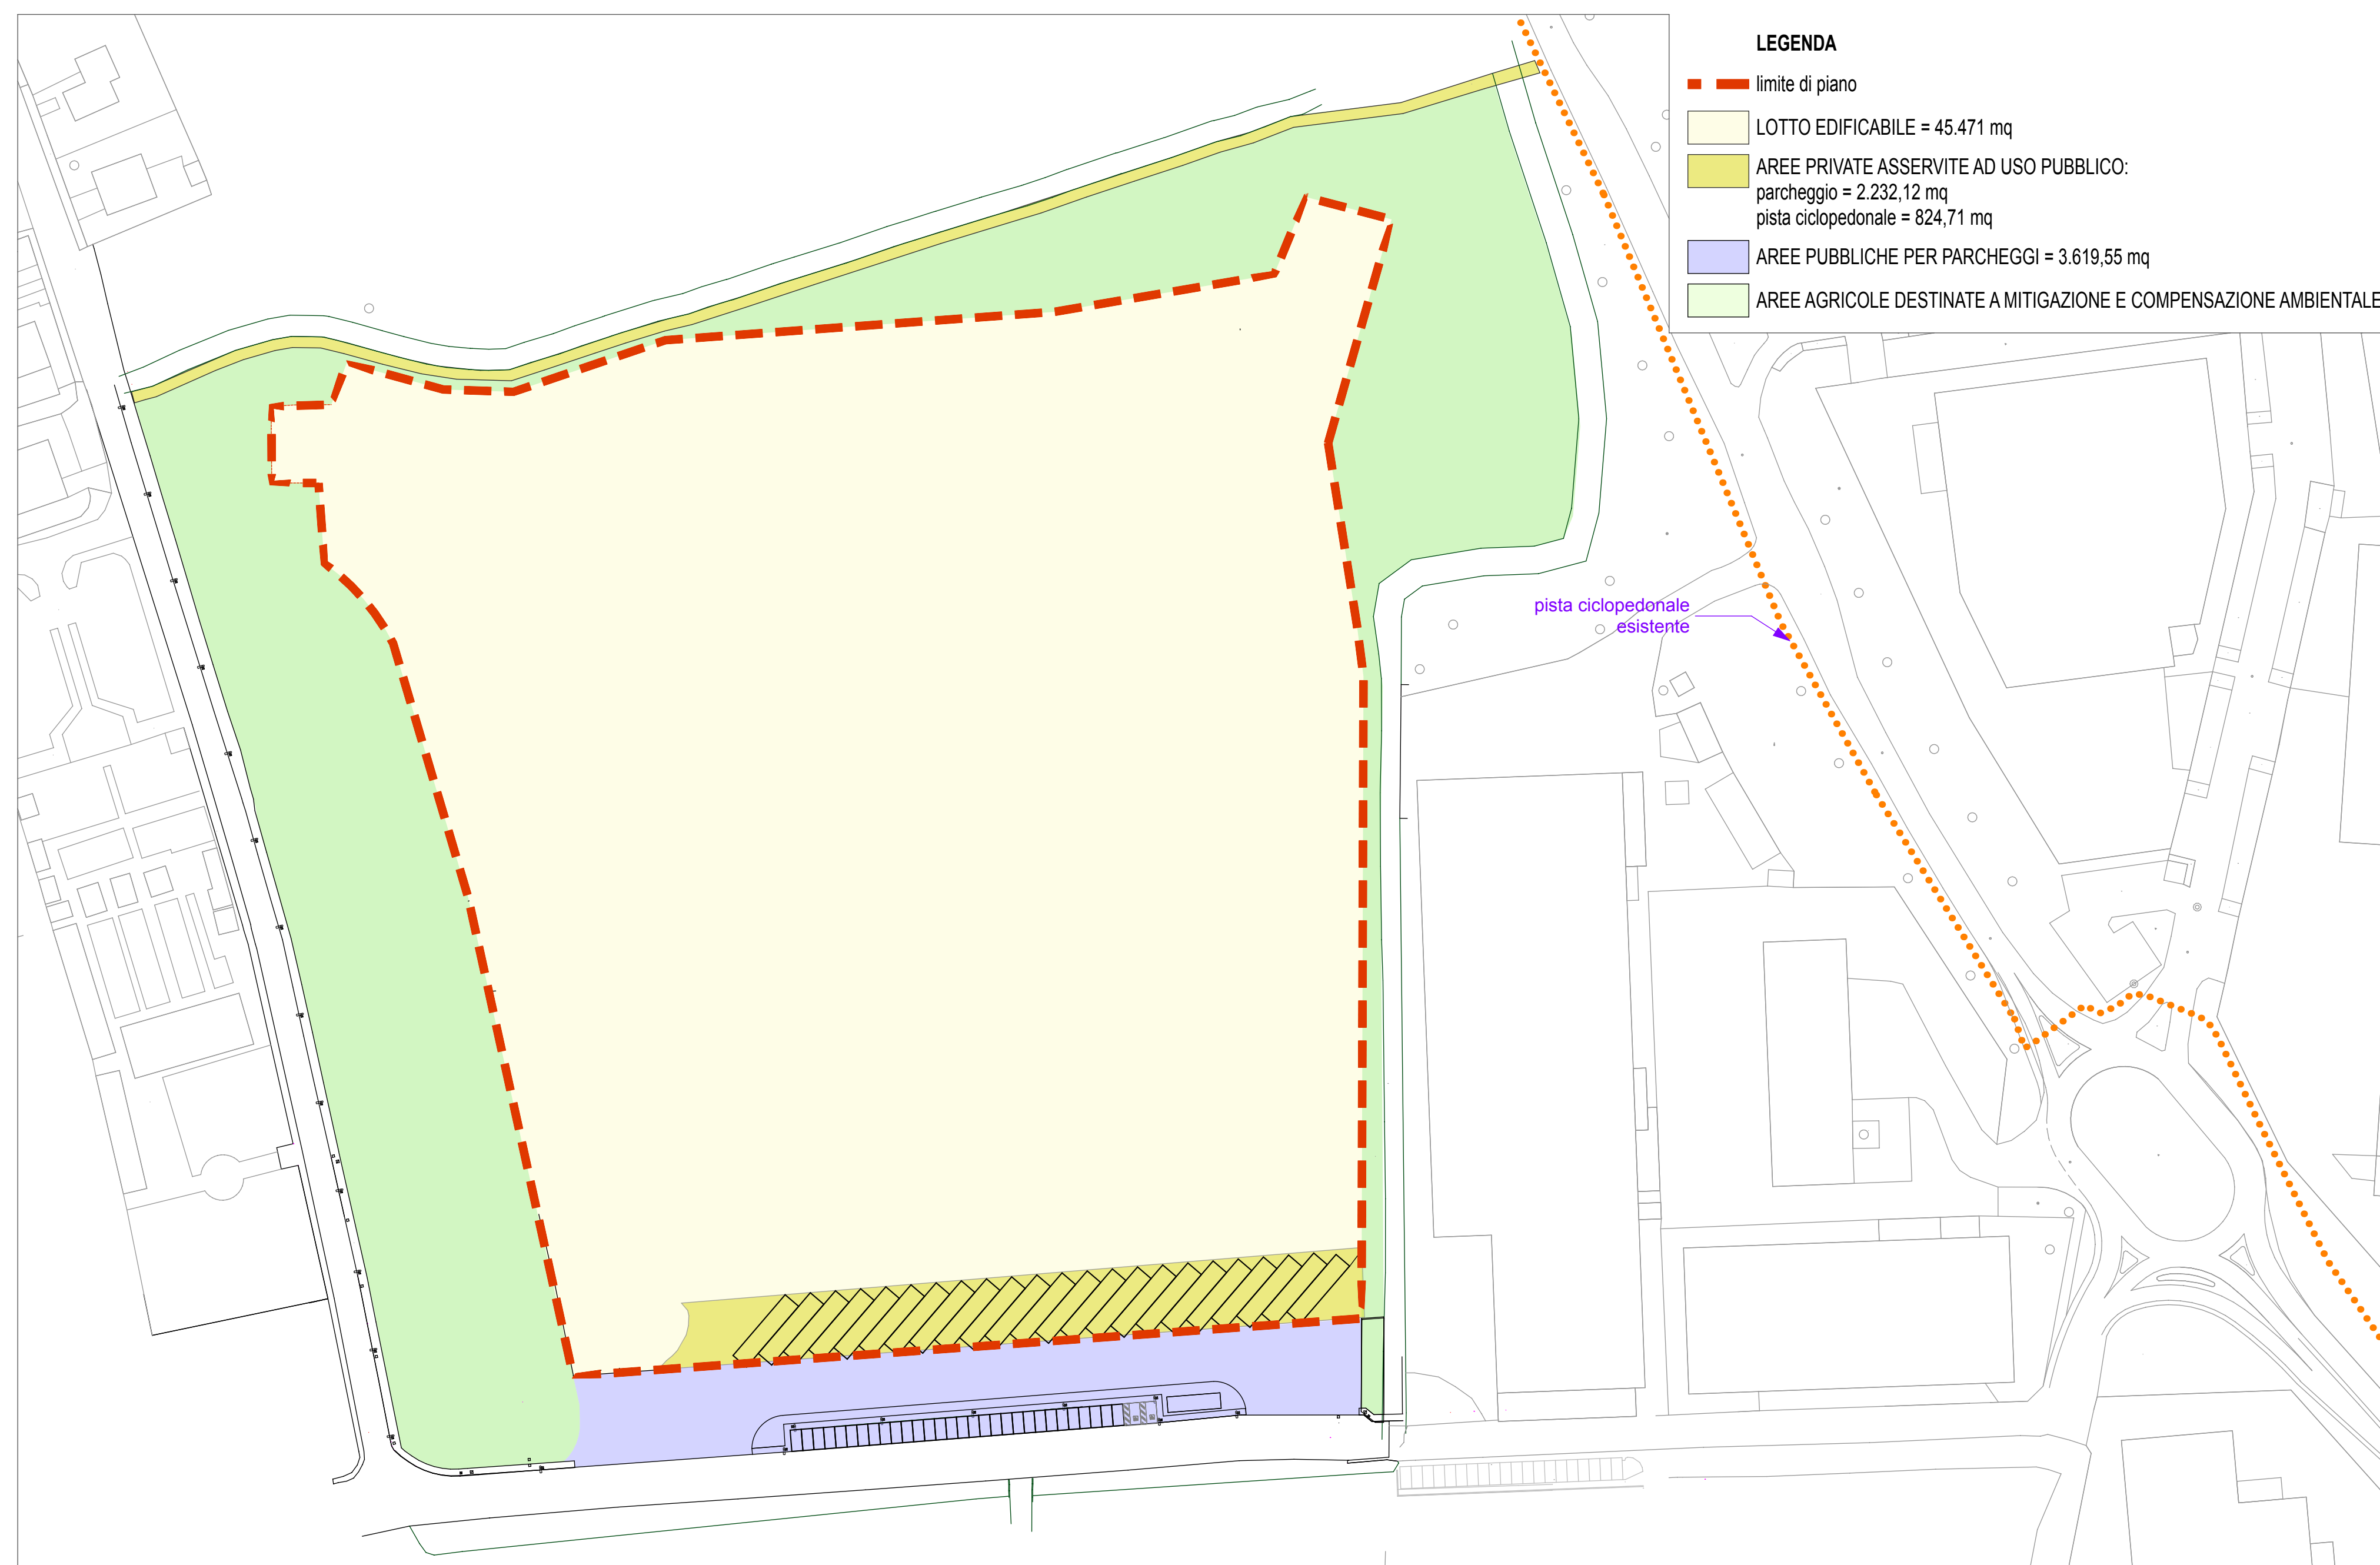 LEGENDA
limite di piano
LOTTO EDIFICABILE = 45.471 mq
AREE PRIVATE ASSERVITE AD USO PUBBLICO:
parcheggio = 2.232,12 mq
pista ciclopedonale = 824,71 mq
AREE PUBBLICHE PER PARCHEGGI = 3.619,55 mq
AREE AGRICOLE DESTINATE A MITIGAZIONE E COMPENSAZIONE AMBIENTALE
pista ciclopedonale
esistente